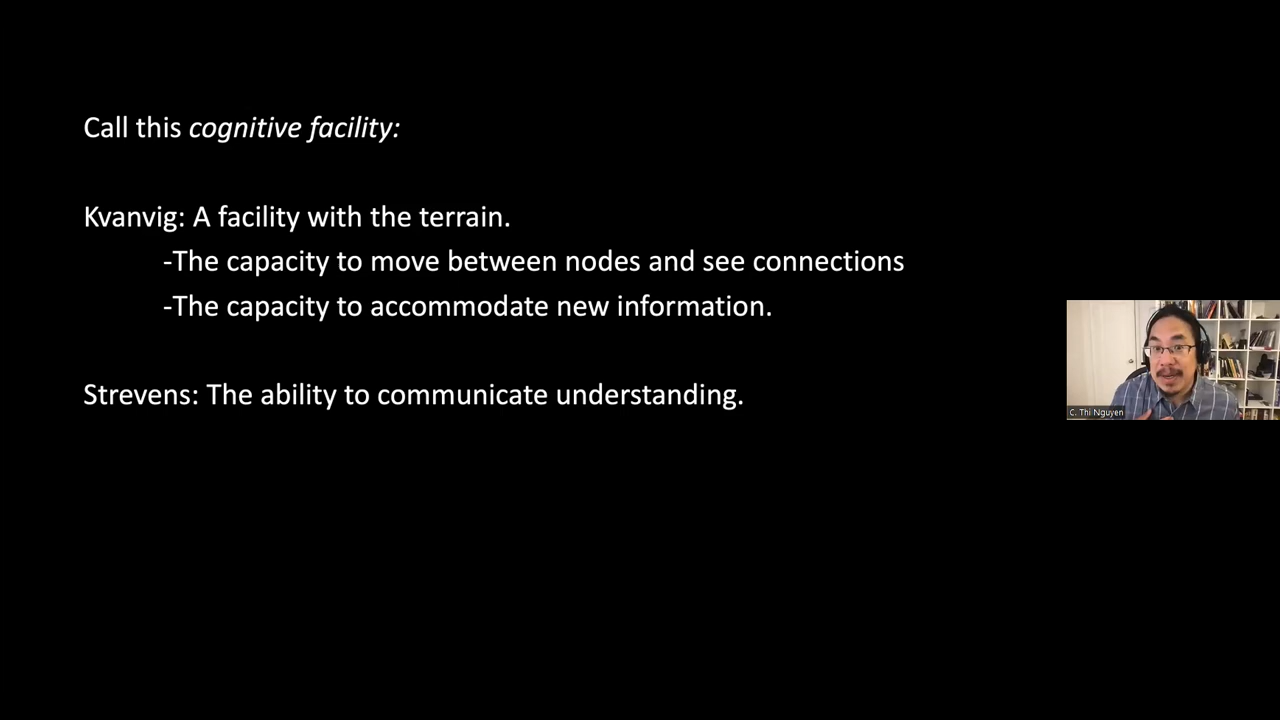 Call this cognitive facility:
Kvanvig: A facility with the terrain.
-The capacity to move between nodes and see connections
-The capacity to accommodate new information.
Strevens: The ability to communicate understanding.
C. Thi Nguyen